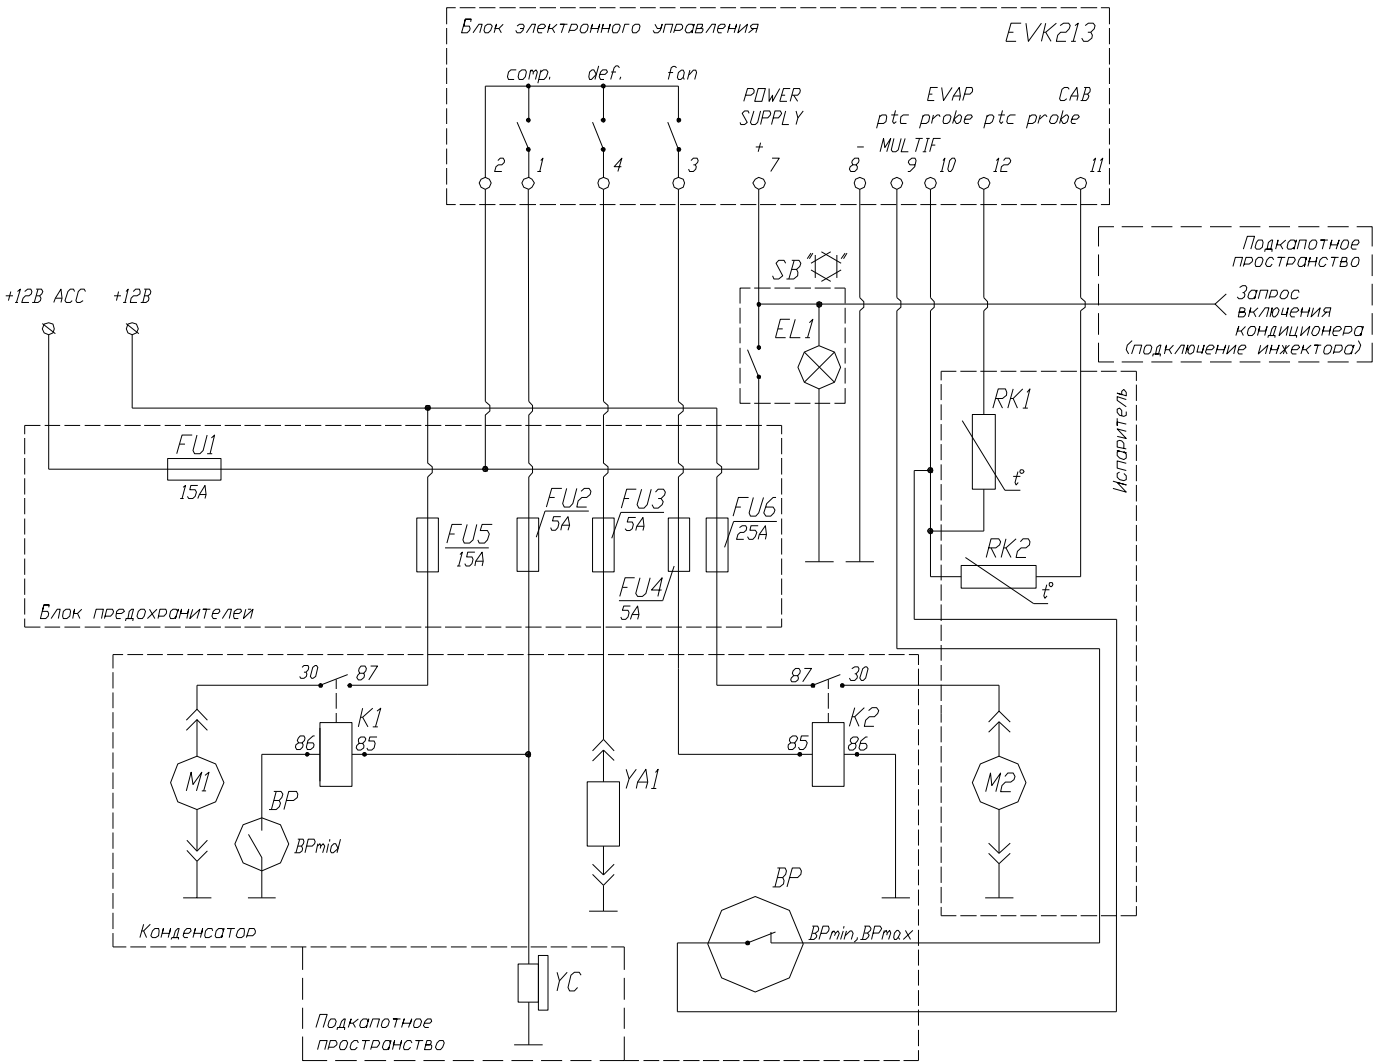 Блок электронного управления
EVK213
comp. def. fan
POWER
SUPPLY
+
EVAP CAB
ptc probe ptc probe
- MULTIF
2 1 4 3 7 8 9 10 12 11
Подкапотное
пространство
Запрос
включения
кондиционера
(подключение инжектора)
SB "Ж"
EL1
+12В ACC +12В
FU1
15A
FU5
15A
FU2
5A
FU3
5A
FU4
5A
FU6
25A
Блок предохранителей
RK1
t°
RK2
t°
Испаритель
30 87
K1
86 85
M1
BP
BPmid
YA1
87 30
K2
85 86
M2
BP
BPmin,BPmax
Конденсатор
YC
Подкапотное
пространство